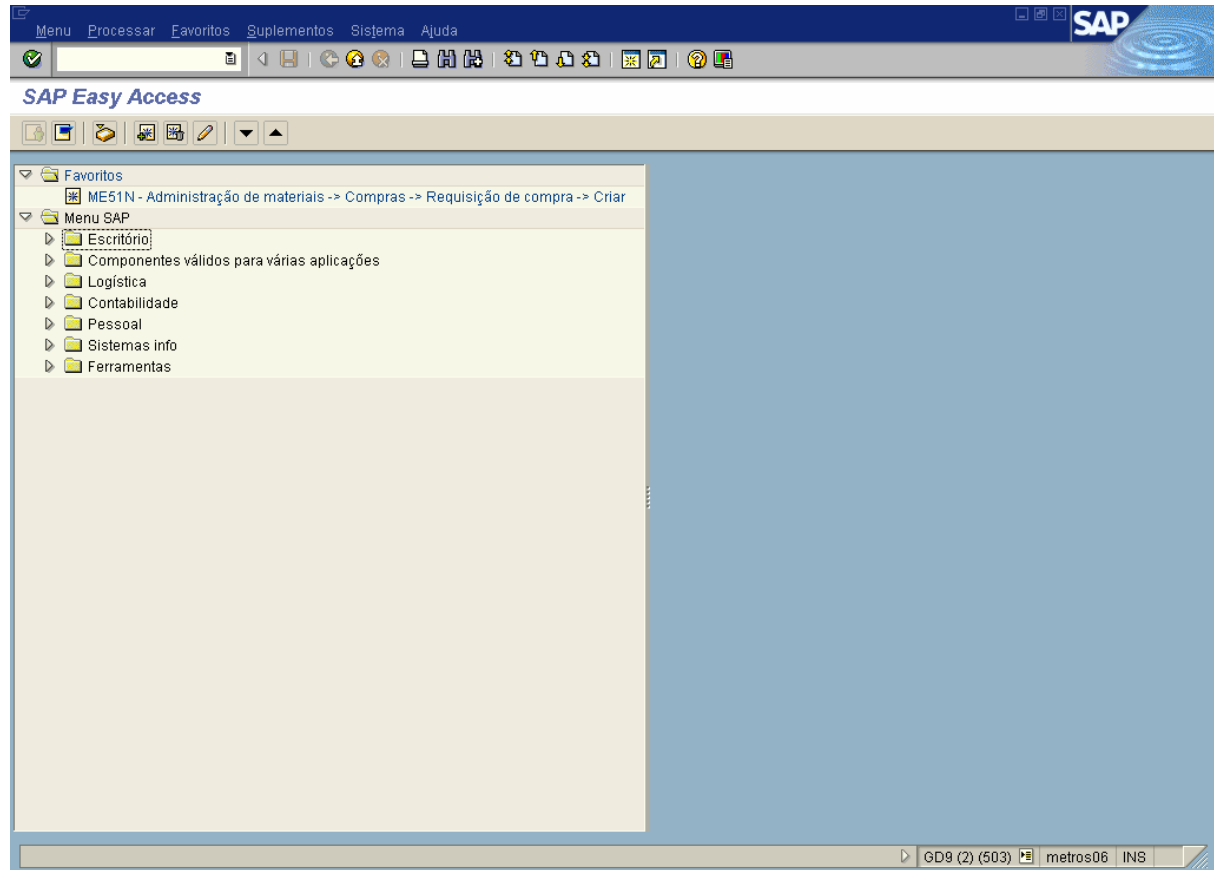 Menu Processar Favoritos Suplementos Sistema Ajuda
SAP
SAP Easy Access
Favoritos
ME51N - Administração de materiais -> Compras -> Requisição de compra -> Criar
Menu SAP
Escritório
Componentes válidos para várias aplicações
Logística
Contabilidade
Pessoal
Sistemas info
Ferramentas
GD9 (2) (503) metros06 INS